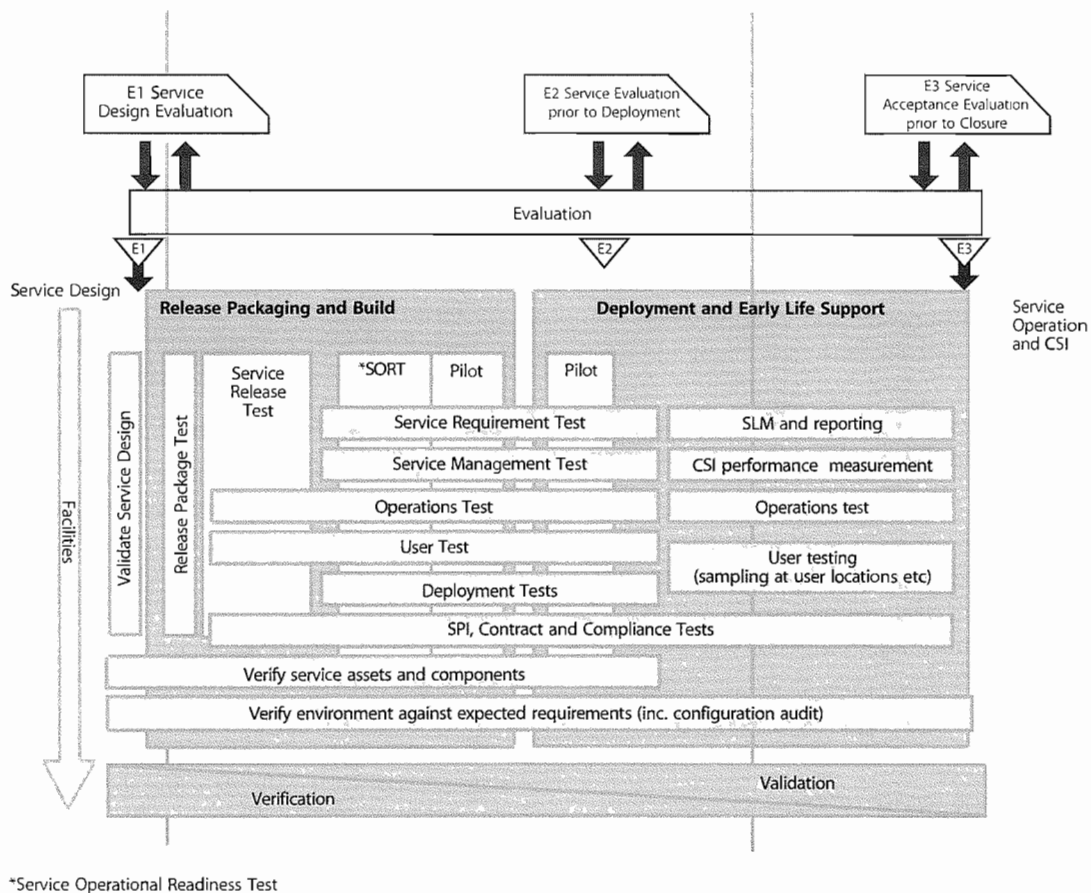 E1 Service
Design Evaluation
E2 Service Evaluation
prior to Deployment
E3 Service
Acceptance Evaluation
prior to Closure
Evaluation
E1
E2
E3
Service Design
Release Packaging and Build
Deployment and Early Life Support
Service
Operation
and CSI
Facilities
Validate Service Design
Release Package Test
Service
Release
Test
*SORT
Pilot
Pilot
Service Requirement Test
SLM and reporting
Service Management Test
CSI performance measurement
Operations Test
Operations test
User Test
User testing
(sampling at user locations etc)
Deployment Tests
SPI, Contract and Compliance Tests
Verify service assets and components
Verify environment against expected requirements (inc. configuration audit)
Verification
Validation
*Service Operational Readiness Test